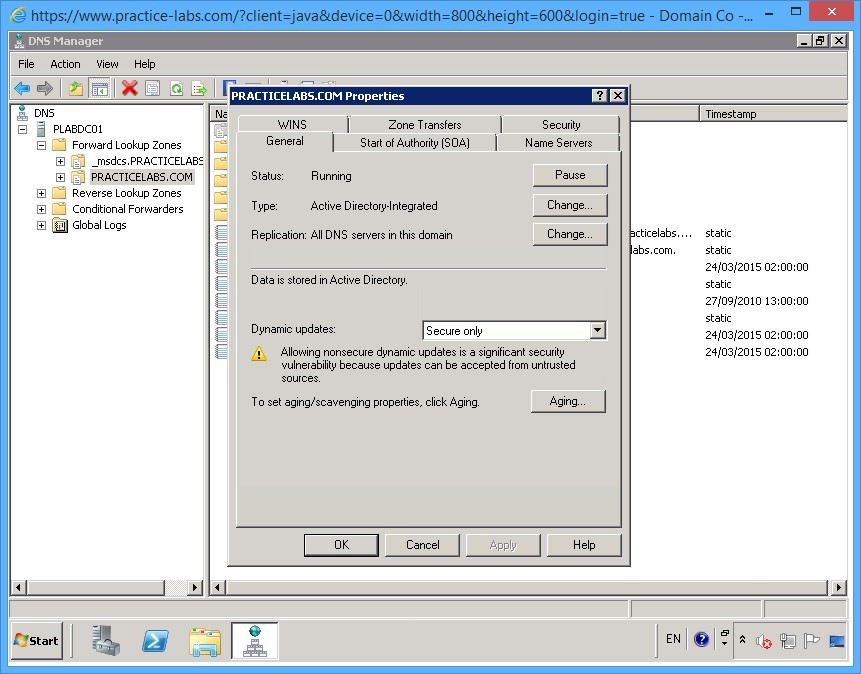 https://www.practice-labs.com/?client=java&device=0&width=800&height=600&login=true - Domain Co -...
DNS Manager
File Action View Help
PRACTICELABS.COM Properties
DNS
PLABDC01
Forward Lookup Zones
_msdcs.PRACTICELABS
PRACTICELABS.COM
Reverse Lookup Zones
Conditional Forwarders
Global Logs
Na
Timestamp
WINS Zone Transfers Security
General Start of Authority (SOA) Name Servers
Status: Running Pause
Type: Active Directory-Integrated Change...
Replication: All DNS servers in this domain Change...
Data is stored in Active Directory.
Dynamic updates: Secure only
Allowing nonsecure dynamic updates is a significant security
vulnerability because updates can be accepted from untrusted
sources.
To set aging/scavenging properties, click Aging. Aging...
OK Cancel Apply Help
acticelabs.... static
labs.com. static
24/03/2015 02:00:00
static
27/09/2010 13:00:00
static
24/03/2015 02:00:00
24/03/2015 02:00:00
Start
EN